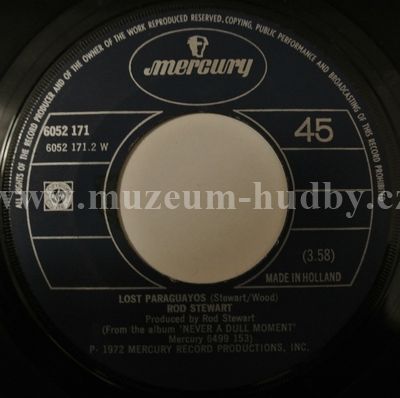 ALL RIGHTS OF THE RECORD PRODUCER AND OF THE OWNER OF THE WORK REPRODUCED RESERVED. COPYING, PUBLIC PERFORMANCE AND BROADCASTING OF THIS RECORD PROHIBITED
mercury
6052 171
6052 171.2 W
45
www.muzeum-hudby.cz
(3.58)
MADE IN HOLLAND
LOST PARAGUAYOS (Stewart/Wood)
ROD STEWART
Produced by Rod Stewart
(From the album 'NEVER A DULL MOMENT'
Mercury 6499 153)
P- 1972 MERCURY RECORD PRODUCTIONS, INC.